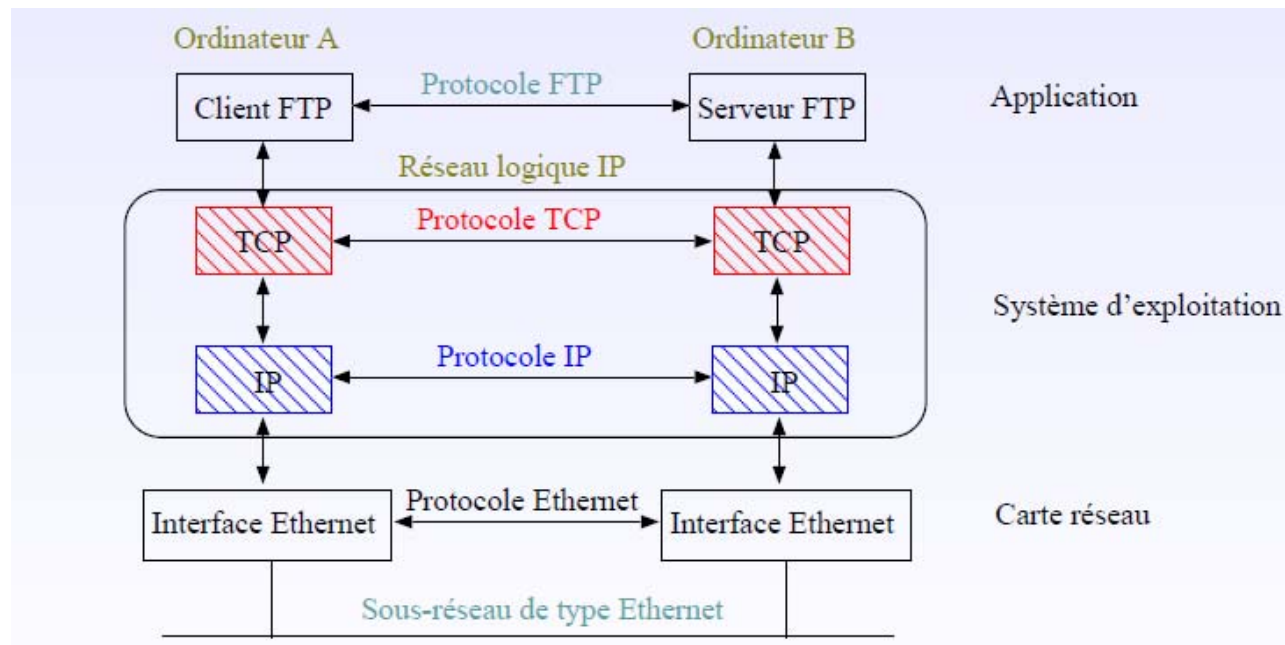 Ordinateur A
Ordinateur B
Protocole FTP
Client FTP
Serveur FTP
Application
Réseau logique IP
Protocole TCP
TCP
TCP
Système d'exploitation
Protocole IP
IP
IP
Protocole Ethernet
Interface Ethernet
Interface Ethernet
Carte réseau
Sous-réseau de type Ethernet